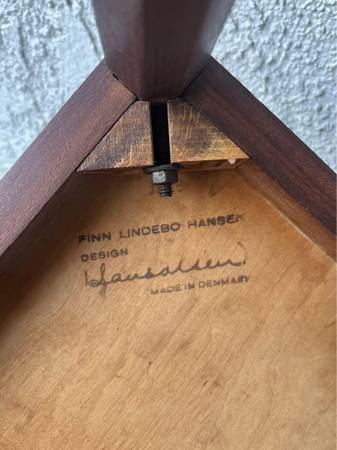 FINN LINDEBO HANSEN
DESIGN
MADE IN DENMARK